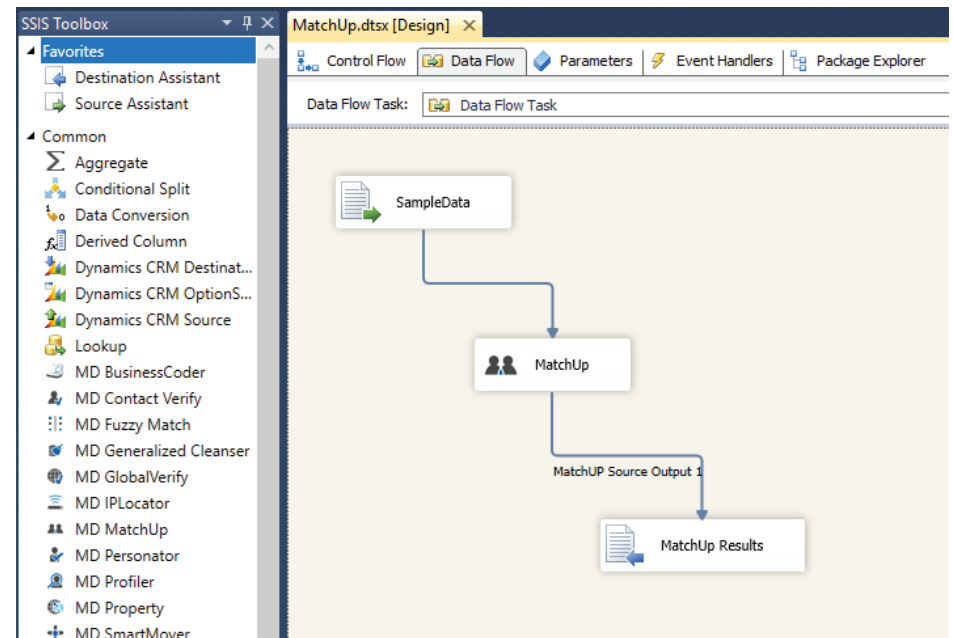 SSIS Toolbox
Favorites
Destination Assistant
Source Assistant
Common
Aggregate
Conditional Split
Data Conversion
Derived Column
Dynamics CRM Destinat...
Dynamics CRM OptionS...
Dynamics CRM Source
Lookup
MD BusinessCoder
MD Contact Verify
MD Fuzzy Match
MD Generalized Cleanser
MD GlobalVerify
MD IPLocator
MD MatchUp
MD Personator
MD Profiler
MD Property
MD SmartMover
MatchUp.dtsx [Design]
Control Flow Data Flow Parameters Event Handlers Package Explorer
Data Flow Task: Data Flow Task
SampleData
MatchUp
MatchUP Source Output 1
MatchUp Results